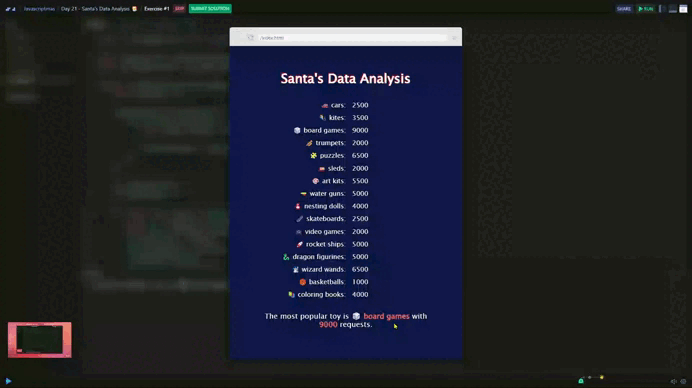 Javascriptmas
Day 21 - Santa's Data Analysis
Exercise #1
SUBMIT SOLUTION
SHARE
RUN
/index.html
Santa's Data Analysis
cars: 2500
kites: 3500
board games: 9000
trumpets: 2000
puzzles: 6500
sleds: 2000
art kits: 5500
water guns: 5000
nesting dolls: 4000
skateboards: 2500
video games: 2000
rocket ships: 5000
dragon figurines: 5000
wizard wands: 6500
basketballs: 1000
coloring books: 4000
The most popular toy is board games with
9000 requests.